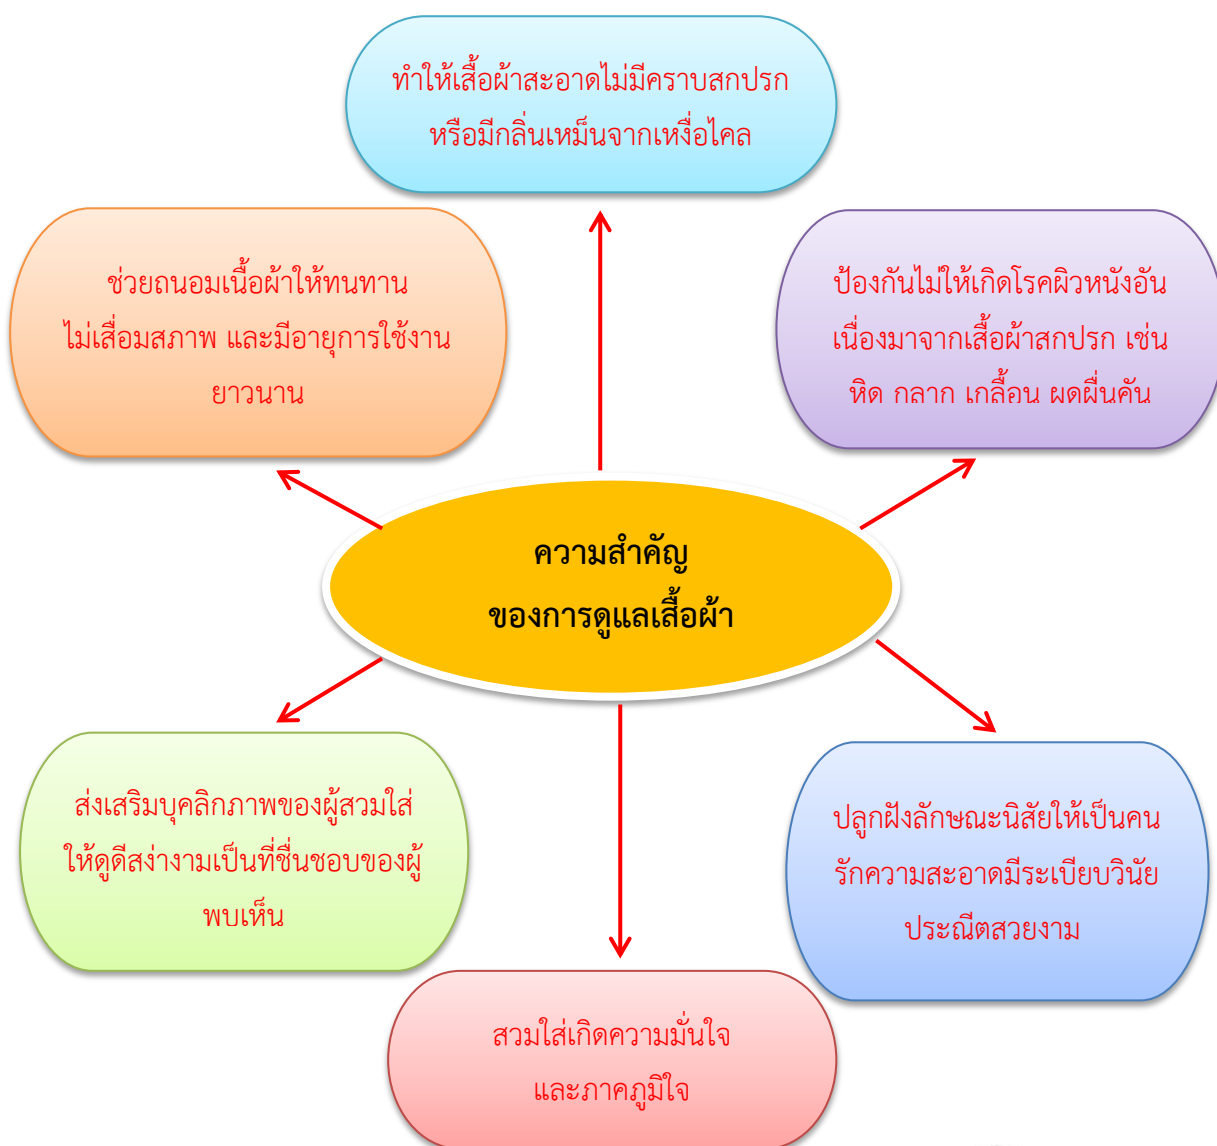 ทำให้เสื้อผ้าสะอาดไม่มีคราบสกปรก
หรือมีกลิ่นเหม็นจากเหงื่อไคล
ช่วยถนอมเนื้อผ้าให้ทนทาน
ไม่เสื่อมสภาพ และมีอายุการใช้งาน
ยาวนาน
ป้องกันไม่ให้เกิดโรคผิวหนังอัน
เนื่องมาจากเสื้อผ้าสกปรก เช่น
หิด กลาก เกลื้อน ผดผื่นคัน
ความสำคัญ
ของการดูแลเสื้อผ้า
ส่งเสริมบุคลิกภาพของผู้สวมใส่
ให้ดูดีสง่างามเป็นที่ชื่นชอบของผู้
พบเห็น
ปลูกฝังลักษณะนิสัยให้เป็นคน
รักความสะอาดมีระเบียบวินัย
ประณีตสวยงาม
สวมใส่เกิดความมั่นใจ
และภาคภูมิใจ